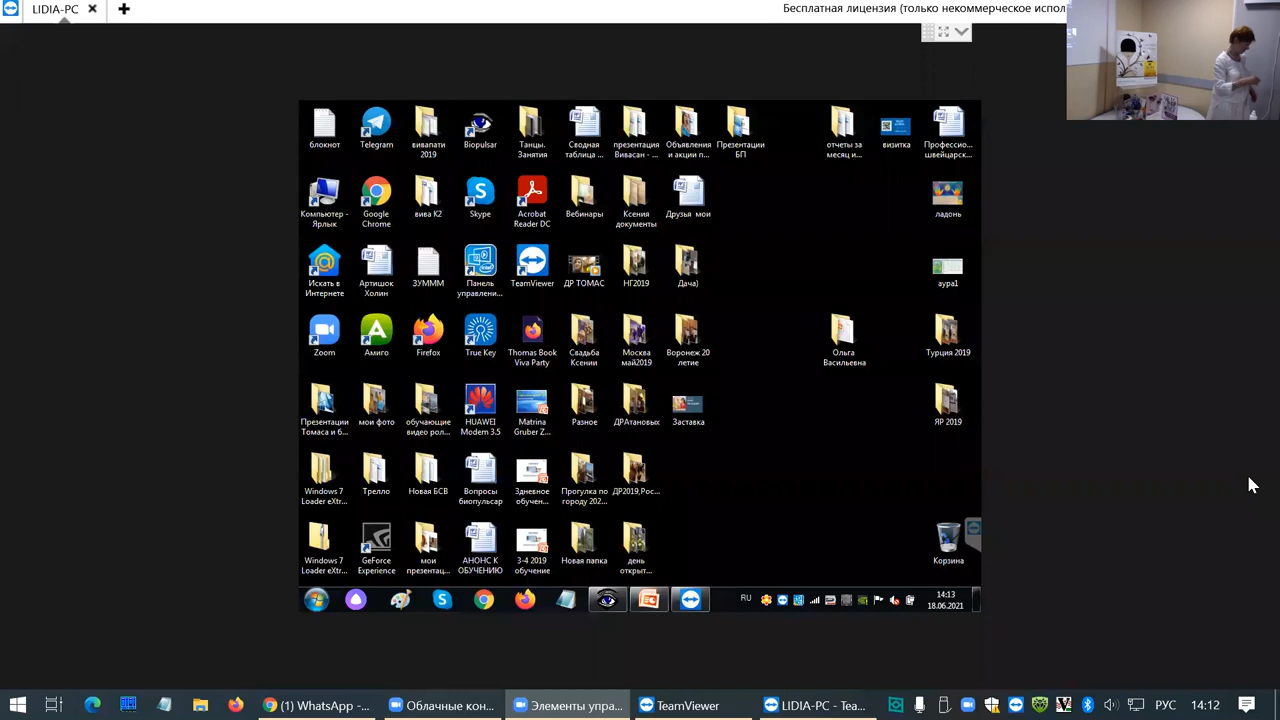 LIDIA-PC
Бесплатная лицензия (только некоммерческое испол
блокнот
Telegram
вивапати
2019
Biopulsar
Танцы.
Занятия
Сводная
таблица ...
презентация
Вивасан - ...
Объявления
и акции п...
Презентации
БП
отчеты за
месяц и...
визитка
Профессио...
швейцарск...
Компьютер -
Ярлык
Google
Chrome
вива К2
Skype
Acrobat
Reader DC
Вебинары
Ксения
документы
Друзья мои
ладонь
Искать в
Интернете
Артишок
Холин
ЗУМММ
Панель
управлени...
TeamViewer
ДР ТОМАС
НГ2019
Дача)
аура1
Zoom
Амиго
Firefox
True Key
Thomas Book
Viva Party
Свадьба
Ксении
Москва
май2019
Воронеж 20
летие
Ольга
Васильевна
Турция 2019
Презентации
Томаса и б...
мои фото
обучающие
видео рол...
HUAWEI
Modem 3.5
Matrina
Gruber Z...
Разное
ДРАтановых
Заставка
ЯР 2019
Windows 7
Loader eXtr...
Трелло
Новая БСВ
Вопросы
биопульсар
3дневное
обучен...
Прогулка по
городу 202...
ДР2019,Рос...
Windows 7
Loader eXtr...
GeForce
Experience
мои
презентац...
АНОНС К
ОБУЧЕНИЮ
3-4 2019
обучение
Новая папка
день
открыт...
Корзина
RU
14:13
18.06.2021
(1) WhatsApp -...
Облачные кон...
Элементы упра...
TeamViewer
LIDIA-PC - Tea...
РУС
14:12